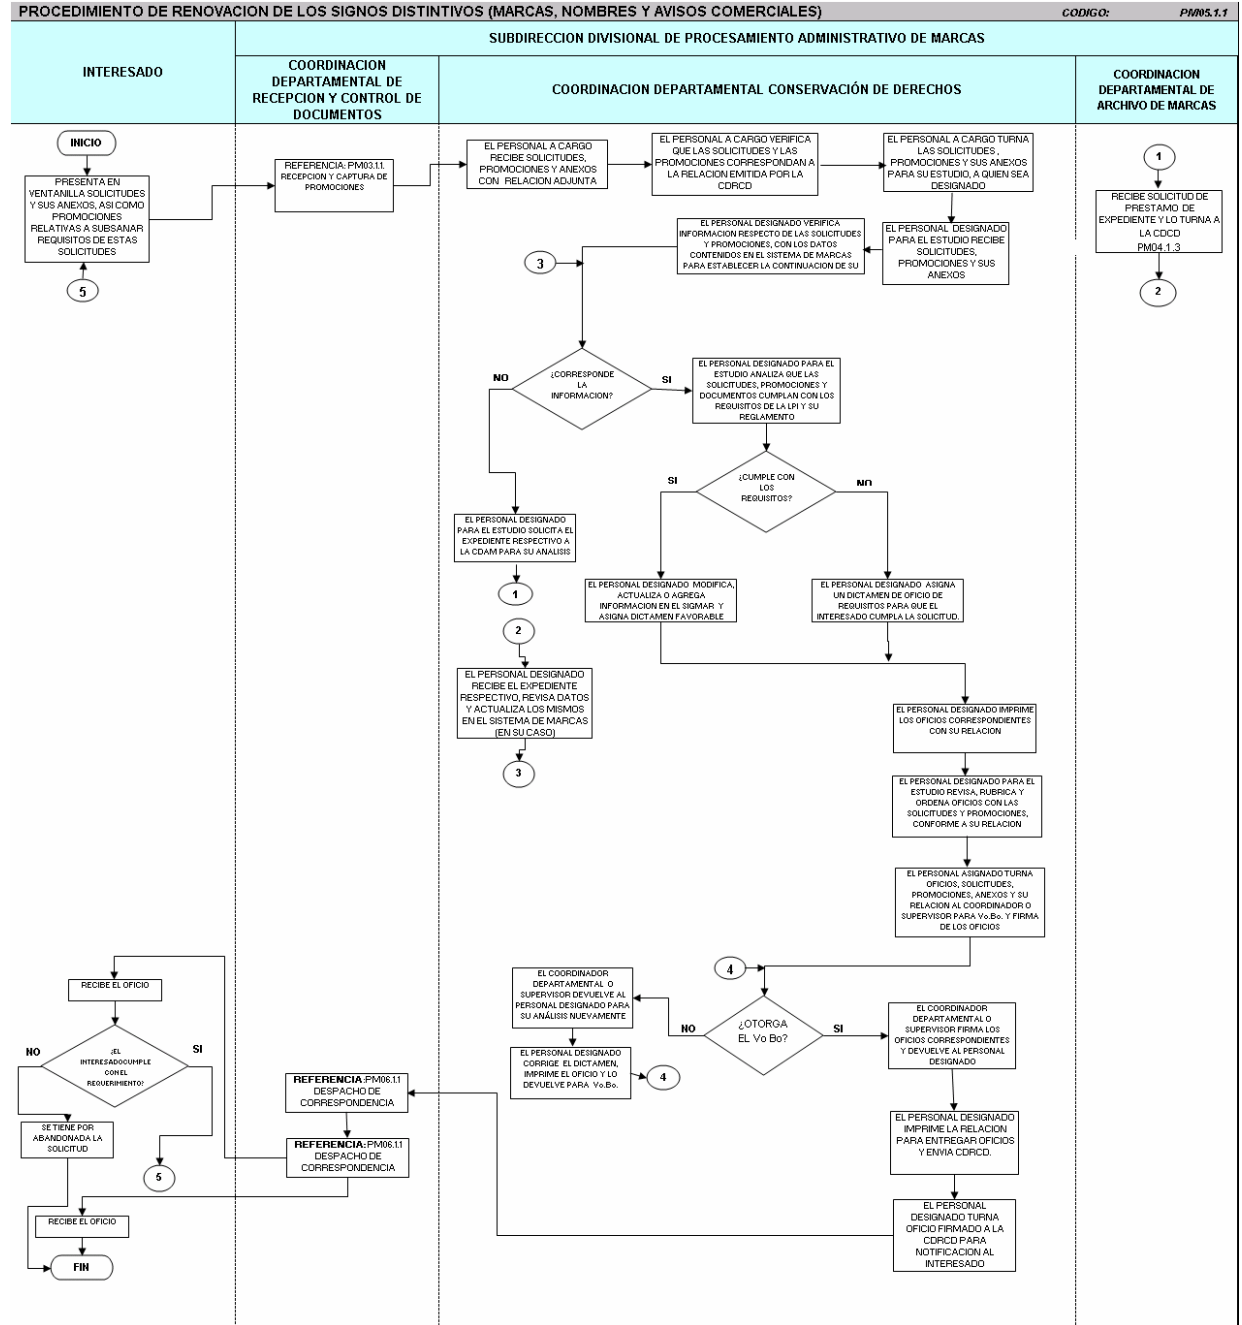 PROCEDIMIENTO DE RENOVACION DE LOS SIGNOS DISTINTIVOS (MARCAS, NOMBRES Y AVISOS COMERCIALES)
CODIGO:
PM05.1.1
INTERESADO
SUBDIRECCION DIVISIONAL DE PROCESAMIENTO ADMINISTRATIVO DE MARCAS
COORDINACION
DEPARTAMENTAL DE
RECEPCION Y CONTROL DE
DOCUMENTOS
COORDINACION DEPARTAMENTAL CONSERVACIÓN DE DERECHOS
COORDINACION
DEPARTAMENTAL DE
ARCHIVO DE MARCAS
INICIO
PRESENTA EN
VENTANILLA SOLICITUDES
Y SUS ANEXOS, ASI COMO
PROMOCIONES
RELATIVAS A SUBSANAR
REQUISITOS DE ESTAS
SOLICITUDES
5
REFERENCIA: PM03.1.1.
RECEPCION Y CAPTURA DE
PROMOCIONES
EL PERSONAL A CARGO
RECIBE SOLICITUDES,
PROMOCIONES Y ANEXOS
CON RELACION ADJUNTA
EL PERSONAL A CARGO VERIFICA
QUE LAS SOLICITUDES Y LAS
PROMOCIONES CORRESPONDAN A
LA RELACION EMITIDA POR LA
CDRCD
EL PERSONAL A CARGO TURNA
LAS SOLICITUDES ,
PROMOCIONES Y SUS ANEXOS
PARA SU ESTUDIO, A QUIEN SEA
DESIGNADO
EL PERSONAL DESIGNADO
PARA EL ESTUDIO RECIBE
SOLICITUDES,
PROMOCIONES Y SUS
ANEXOS
EL PERSONAL DESIGNADO VERIFICA
INFORMACION RESPECTO DE LAS SOLICITUDES
Y PROMOCIONES, CON LOS DATOS
CONTENIDOS EN EL SISTEMA DE MARCAS
PARA ESTABLECER LA CONTINUACION DE SU
3
1
RECIBE SOLICITUD DE
PRESTAMO DE
EXPEDIENTE Y LO TURNA A
LA CDCD
PM04.1.3
2
¿CORRESPONDE
LA
INFORMACION?
NO
SI
EL PERSONAL DESIGNADO PARA EL
ESTUDIO ANALIZA QUE LAS
SOLICITUDES, PROMOCIONES Y
DOCUMENTOS CUMPLAN CON LOS
REQUISITOS DE LA LPI Y SU
REGLAMENTO
¿CUMPLE CON
LOS
REQUISITOS?
SI
NO
EL PERSONAL DESIGNADO
PARA EL ESTUDIO SOLICITA EL
EXPEDIENTE RESPECTIVO A
LA CDAM PARA SU ANALISIS
1
EL PERSONAL DESIGNADO MODIFICA,
ACTUALIZA O AGREGA
INFORMACION EN EL SIGMAR Y
ASIGNA DICTAMEN FAVORABLE
EL PERSONAL DESIGNADO ASIGNA
UN DICTAMEN DE OFICIO DE
REQUISITOS PARA QUE EL
INTERESADO CUMPLA LA SOLICITUD.
2
EL PERSONAL DESIGNADO
RECIBE EL EXPEDIENTE
RESPECTIVO, REVISA DATOS
Y ACTUALIZA LOS MISMOS
EN EL SISTEMA DE MARCAS
(EN SU CASO)
3
EL PERSONAL DESIGNADO IMPRIME
LOS OFICIOS CORRESPONDIENTES
CON SU RELACION
EL PERSONAL DESIGNADO PARA EL
ESTUDIO REVISA, RUBRICA Y
ORDENA OFICIOS CON LAS
SOLICITUDES Y PROMOCIONES,
CONFORME A SU RELACION
EL PERSONAL ASIGNADO TURNA
OFICIOS, SOLICITUDES,
PROMOCIONES, ANEXOS Y SU
RELACION AL COORDINADOR O
SUPERVISOR PARA Vo.Bo. Y FIRMA
DE LOS OFICIOS
4
¿OTORGA
EL Vo Bo?
NO
SI
EL COORDINADOR
DEPARTAMENTAL O
SUPERVISOR DEVUELVE AL
PERSONAL DESIGNADO PARA
SU ANÁLISIS NUEVAMENTE
EL PERSONAL DESIGNADO
CORRIGE EL DICTAMEN,
IMPRIME EL OFICIO Y LO
DEVUELVE PARA Vo.Bo.
4
EL COORDINADOR
DEPARTAMENTAL O
SUPERVISOR FIRMA LOS
OFICIOS CORRESPONDIENTES
Y DEVUELVE AL PERSONAL
DESIGNADO
EL PERSONAL DESIGNADO
IMPRIME LA RELACION
PARA ENTREGAR OFICIOS
Y ENVIA CDRCD.
EL PERSONAL
DESIGNADO TURNA
OFICIO FIRMADO A LA
CDRCD PARA
NOTIFICACION AL
INTERESADO
REFERENCIA:PM06.1.1
DESPACHO DE
CORRESPONDENCIA
REFERENCIA:PM06.1.1
DESPACHO DE
CORRESPONDENCIA
RECIBE EL OFICIO
¿EL
INTERESADOCUMPLE
CON EL
REQUERIMIENTO?
NO
SI
SE TIENE POR
ABANDONADA LA
SOLICITUD
5
RECIBE EL OFICIO
FIN